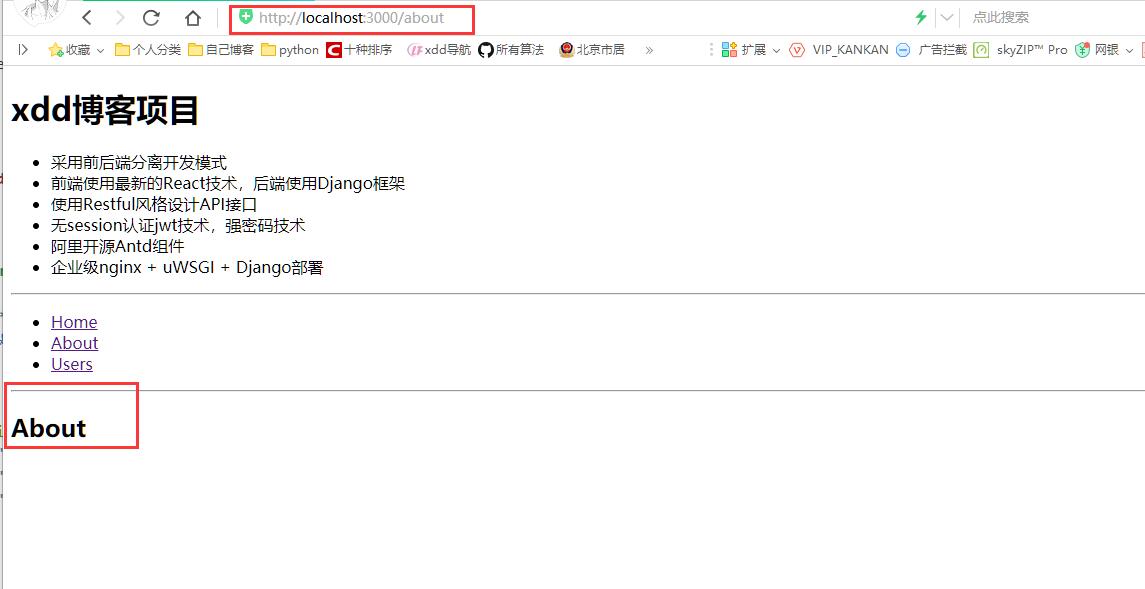 http://localhost:3000/about
点此搜索
收藏 个人分类 自己博客 python 十种排序 xdd导航 所有算法 北京市居 » 扩展 VIP_KANKAN 广告拦截 skyZIP™ Pro 网银
xdd博客项目
采用前后端分离开发模式
前端使用最新的React技术，后端使用Django框架
使用Restful风格设计API接口
无session认证jwt技术，强密码技术
阿里开源Antd组件
企业级nginx + uWSGI + Django部署
Home
About
Users
About